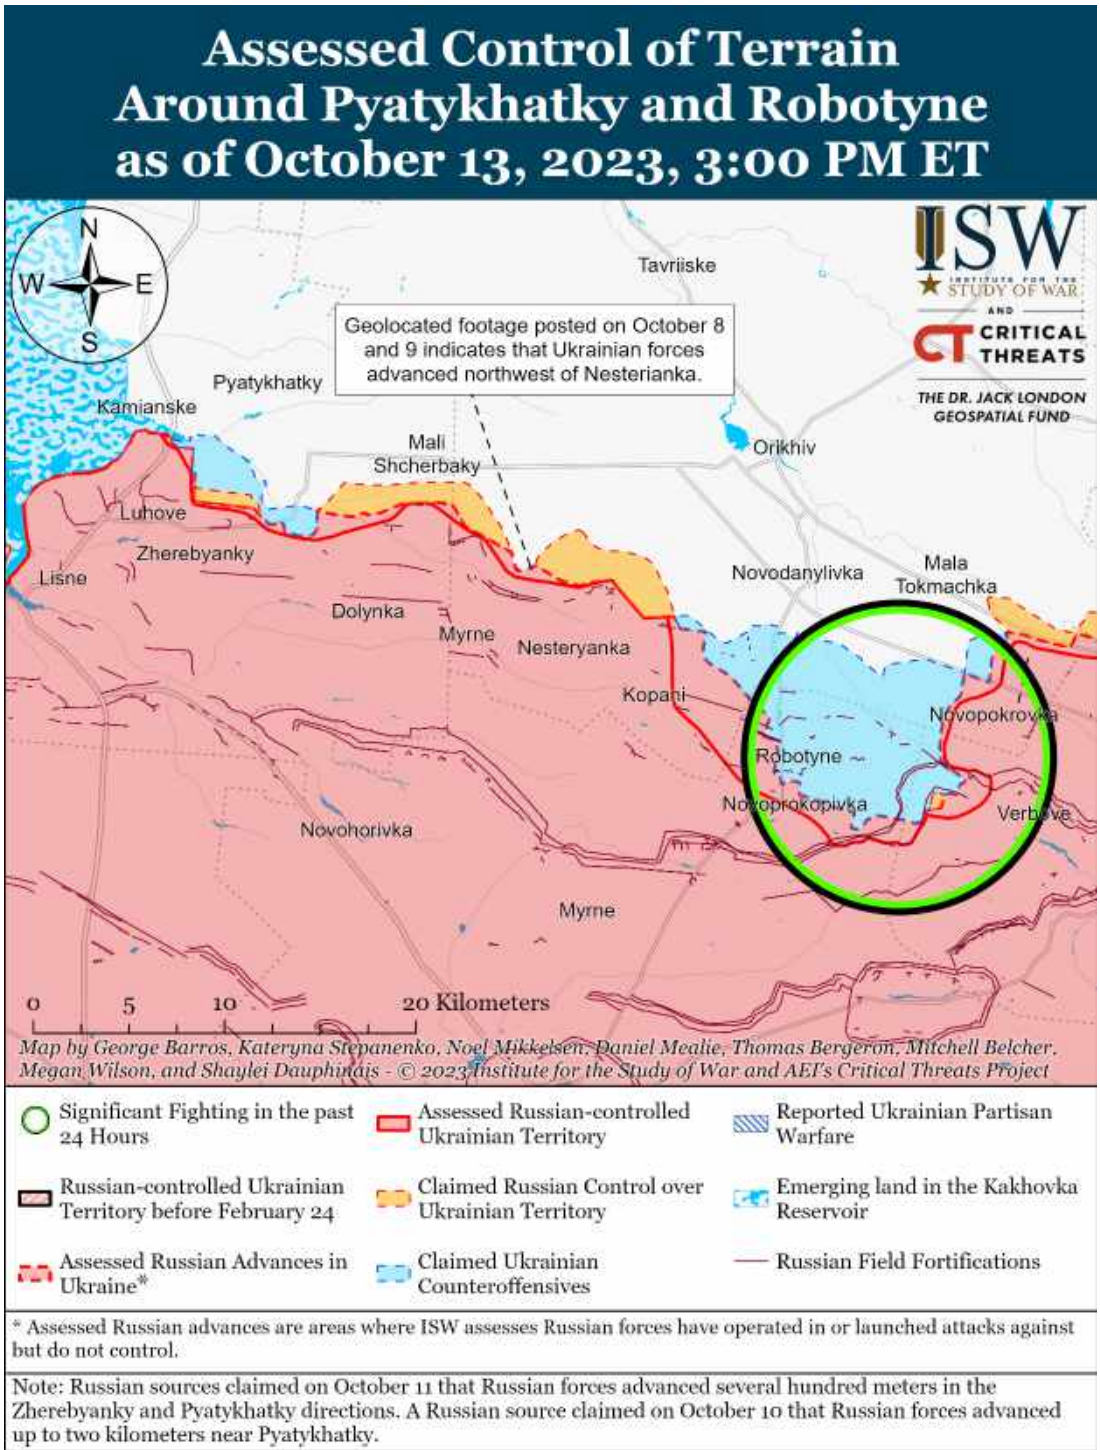 Assessed Control of Terrain
Around Pyatykhatky and Robotyne
as of October 13, 2023, 3:00 PM ET
N
W
E
S
ISW
INSTITUTE FOR THE
STUDY OF WAR
AND
CT CRITICAL
THREATS
THE DR. JACK LONDON
GEOSPATIAL FUND
Tavriiske
Geolocated footage posted on October 8
and 9 indicates that Ukrainian forces
advanced northwest of Nesterianka.
Pyatykhatky
Kamianske
Mali
Shcherbaky
Orikhiv
Luhove
Zherebyanky
Lisne
Dolynka
Myrne
Nesteryanka
Novodanylivka
Mala
Tokmachka
Kopani
Novopokrovka
Robotyne
Novoprokopivka
Verbove
Novohorivka
Myrne
0 5 10 20 Kilometers
Map by George Barros, Kateryna Stepanenko, Noel Mikkelsen, Daniel Mealie, Thomas Bergeron, Mitchell Belcher,
Megan Wilson, and Shaylei Dauphinais - © 2023 Institute for the Study of War and AEI's Critical Threats Project
Significant Fighting in the past
24 Hours
Assessed Russian-controlled
Ukrainian Territory
Reported Ukrainian Partisan
Warfare
Russian-controlled Ukrainian
Territory before February 24
Claimed Russian Control over
Ukrainian Territory
Emerging land in the Kakhovka
Reservoir
Assessed Russian Advances in
Ukraine*
Claimed Ukrainian
Counteroffensives
Russian Field Fortifications
* Assessed Russian advances are areas where ISW assesses Russian forces have operated in or launched attacks against
but do not control.
Note: Russian sources claimed on October 11 that Russian forces advanced several hundred meters in the
Zherebyanky and Pyatykhatky directions. A Russian source claimed on October 10 that Russian forces advanced
up to two kilometers near Pyatykhatky.